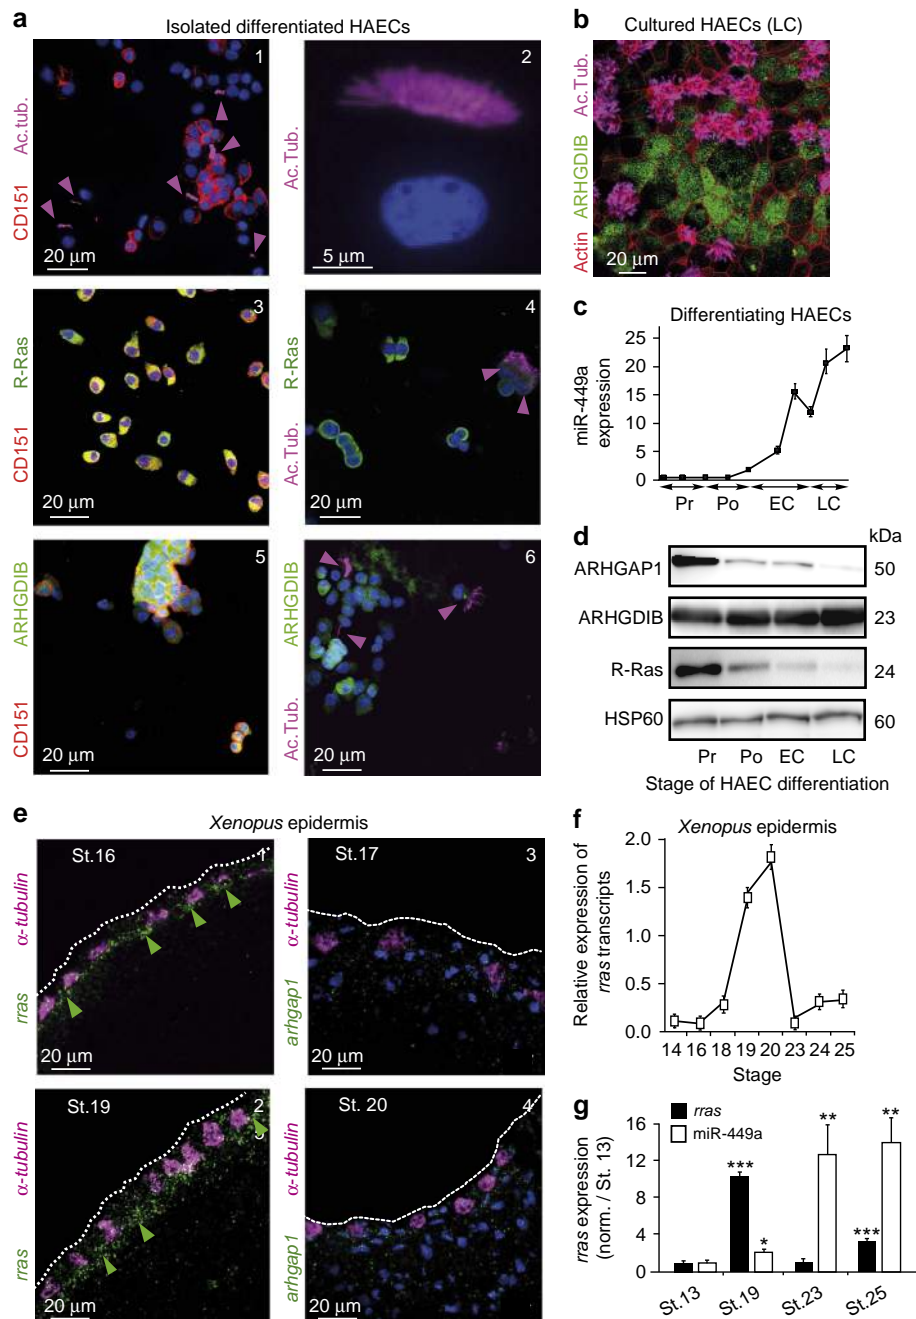 a
Isolated differentiated HAECs
1
CD151 Ac.tub.
20 µm
2
Ac.Tub.
5 µm
3
CD151 R-Ras
20 µm
4
Ac.Tub. R-Ras
20 µm
5
CD151 ARHGDIB
20 µm
6
Ac.Tub. ARHGDIB
20 µm
b
Cultured HAECs (LC)
Actin ARHGDIB Ac.Tub.
20 µm
c
Differentiating HAECs
miR-449a
expression
25
20
15
10
5
0
Pr Po EC LC
d
kDa
ARHGAP1 50
ARHGDIB 23
R-Ras 24
HSP60 60
Pr Po EC LC
Stage of HAEC differentiation
e
Xenopus epidermis
St.16
1
rras α-tubulin
20 µm
St.17
3
arhgap1 α-tubulin
20 µm
St.19
2
rras α-tubulin
20 µm
St. 20
4
arhgap1 α-tubulin
20 µm
f
Xenopus epidermis
Relative expression of
rras transcripts
2.0
1.5
1.0
0.5
0.0
14 16 18 19 20 23 24 25
Stage
g
rras
miR-449a
rras expression
(norm. / St. 13)
16
12
8
4
0
***
*
**
***
**
St.13 St.19 St.23 St.25